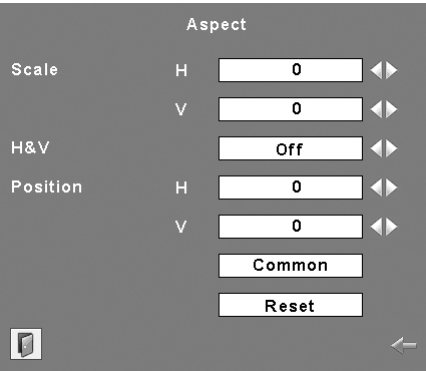 Aspect
Scale H 0
V 0
H&V Off
Position H 0
V 0
Common
Reset